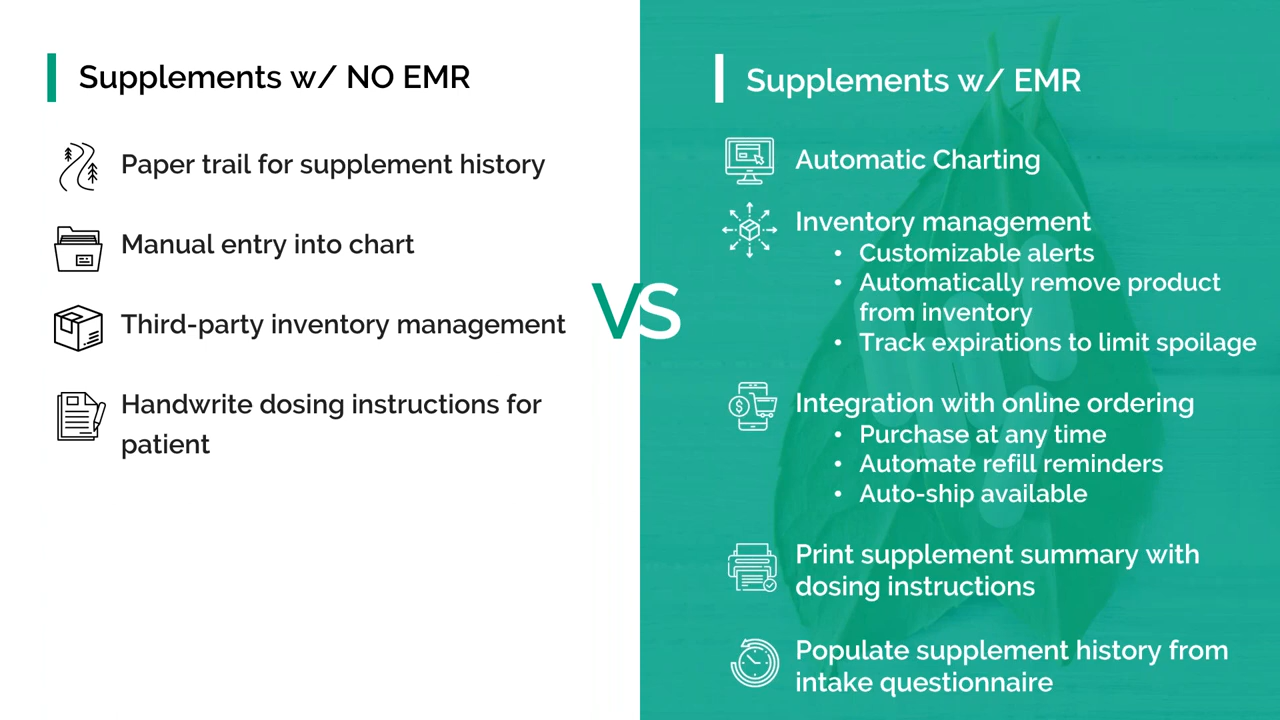 Supplements w/ NO EMR
Paper trail for supplement history
Manual entry into chart
Third-party inventory management
Handwrite dosing instructions for
patient
VS
Supplements w/ EMR
Automatic Charting
Inventory management
• Customizable alerts
• Automatically remove product
from inventory
• Track expirations to limit spoilage
Integration with online ordering
• Purchase at any time
• Automate refill reminders
• Auto-ship available
Print supplement summary with
dosing instructions
Populate supplement history from
intake questionnaire